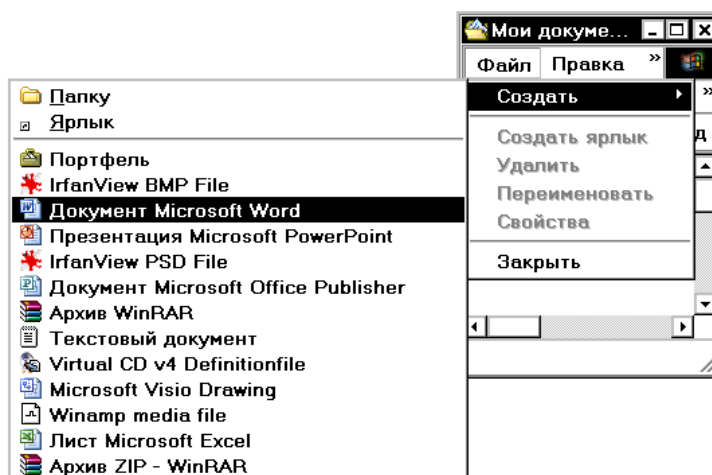 Мои докуме...
Файл Правка »
Создать
»
Создать ярлык
д
Удалить
Переименовать
Свойства
Закрыть
Папку
Ярлык
Портфель
IrfanView BMP File
Документ Microsoft Word
Презентация Microsoft PowerPoint
IrfanView PSD File
Документ Microsoft Office Publisher
Архив WinRAR
Текстовый документ
Virtual CD v4 Definitionfile
Microsoft Visio Drawing
Winamp media file
Лист Microsoft Excel
Архив ZIP - WinRAR